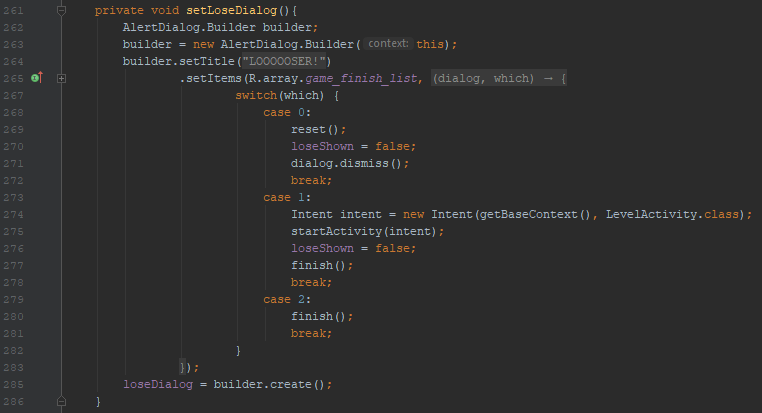 261 private void setLoseDialog(){
262 AlertDialog.Builder builder;
263 builder = new AlertDialog.Builder( context: this);
264 builder.setTitle("LOOOOOSER!")
265 .setItems(R.array.game_finish_list, (dialog, which) → {
267 switch(which) {
268 case 0:
269 reset();
270 loseShown = false;
271 dialog.dismiss();
272 break;
273 case 1:
274 Intent intent = new Intent(getBaseContext(), LevelActivity.class);
275 startActivity(intent);
276 loseShown = false;
277 finish();
278 break;
279 case 2:
280 finish();
281 break;
282 }
283 });
285 loseDialog = builder.create();
286 }